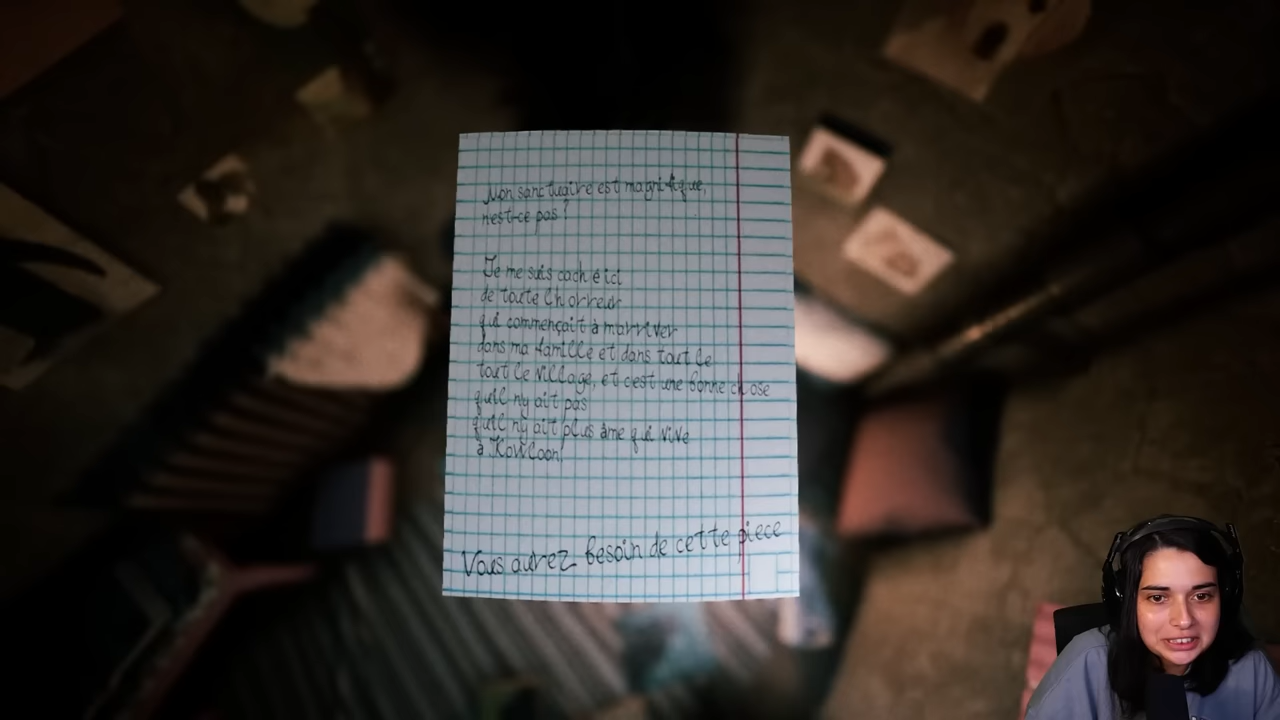 Mon sanctuaire est magnifique,
n'est-ce pas ?
Je me suis caché ici
de toute l'horreur
qui commençait à m'arriver
dans ma famille et dans tout le
tout le village, et c'est une bonne chose
qu'il n'y ait pas
qu'il n'y ait plus âme qui vive
à Kowloon!
Vous aurez besoin de cette piece